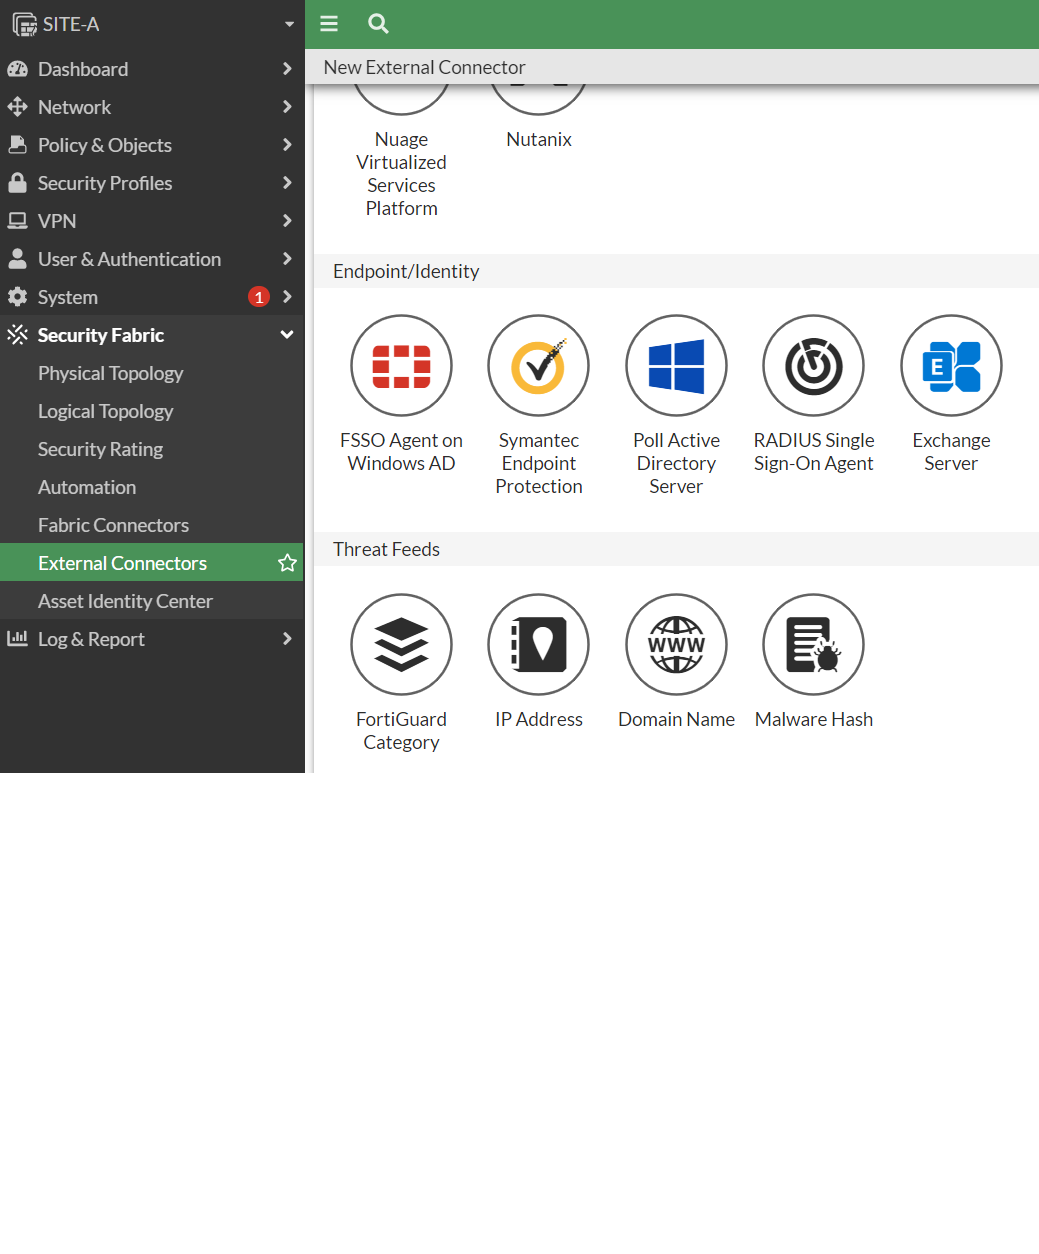 SITE-A
Dashboard
Network
Policy & Objects
Security Profiles
VPN
User & Authentication
System 1
Security Fabric
Physical Topology
Logical Topology
Security Rating
Automation
Fabric Connectors
External Connectors
Asset Identity Center
Log & Report
New External Connector
Nuage
Virtualized
Services
Platform
Nutanix
Endpoint/Identity
FSSO Agent on
Windows AD
Symantec
Endpoint
Protection
Poll Active
Directory
Server
RADIUS Single
Sign-On Agent
E
Exchange
Server
Threat Feeds
FortiGuard
Category
IP Address
WWW
Domain Name
Malware Hash